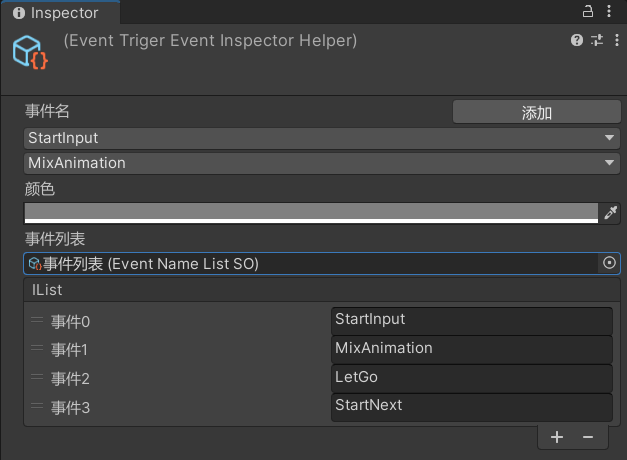 Inspector
(Event Triger Event Inspector Helper)
事件名
添加
StartInput
MixAnimation
颜色
事件列表
事件列表 (Event Name List SO)
IList
事件0 StartInput
事件1 MixAnimation
事件2 LetGo
事件3 StartNext